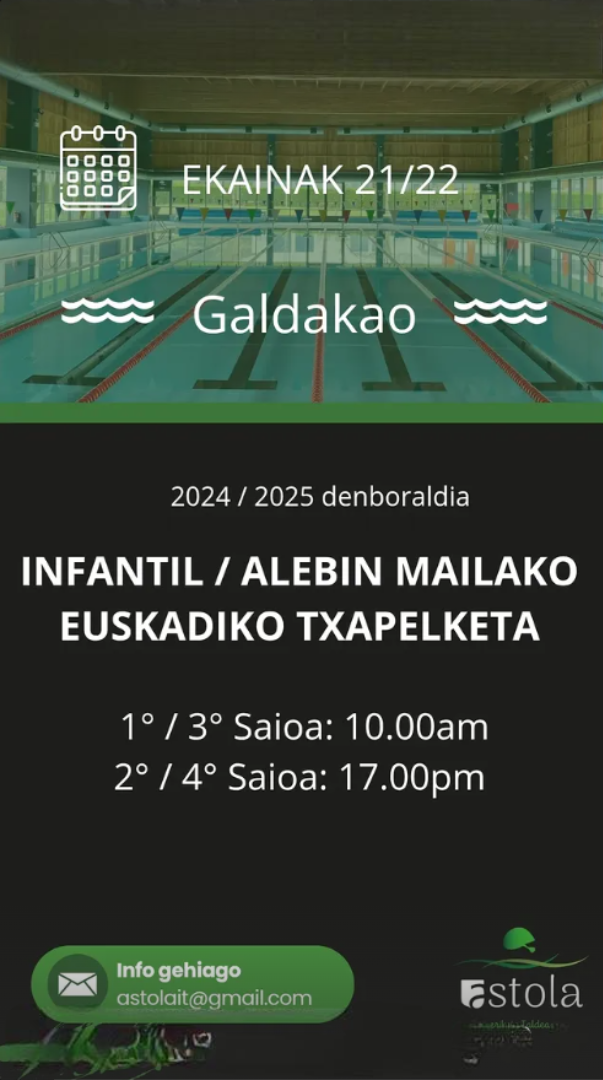 EKAINAK 21/22
Galdakao
2024 / 2025 denboraldia
INFANTIL / ALEBIN MAILAKO
EUSKADIKO TXAPELKETA
1° / 3° Saioa: 10.00am
2° / 4° Saioa: 17.00pm
Info gehiago
astolait@gmail.com
astola